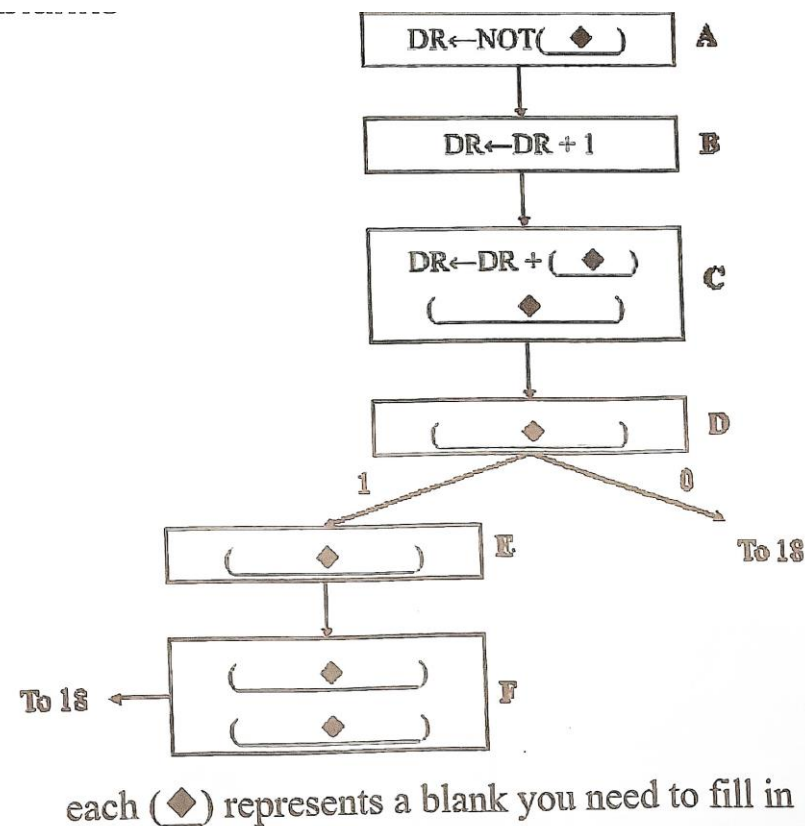 DR←NOT(◆) A
DR←DR + 1 B
DR←DR +(◆)
(◆) C
(◆) D
1 0
(◆) E
To 18
(◆)
To 18 F
(◆)
each (◆) represents a blank you need to fill in